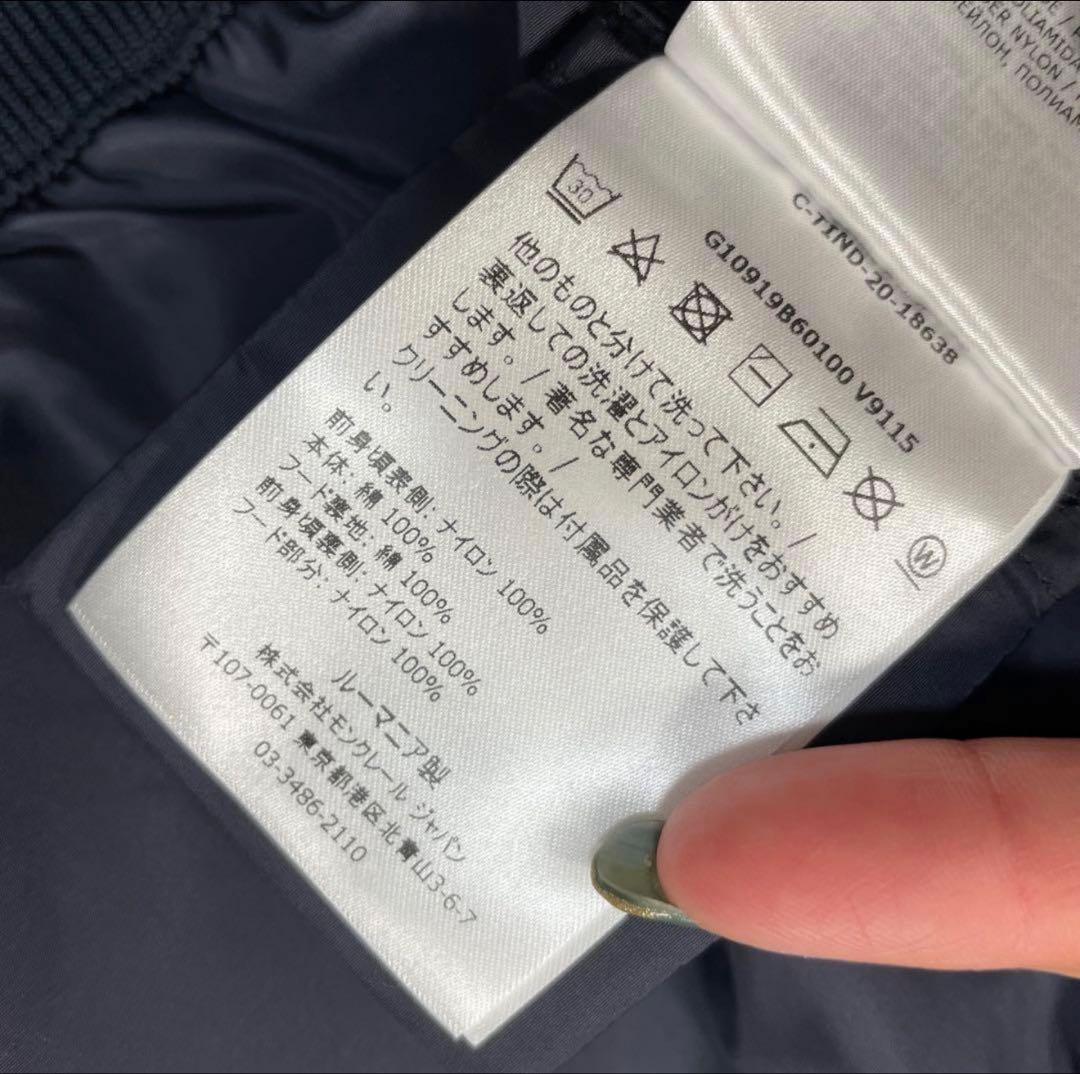 OLIAMIDA
ER NYLON /
ЕЙЛОН, ПОЛИАМ
C-TIND-20-18638
G10919B60100 V9115
30
W
他のものと分けて洗って下さい。/
裏返しての洗濯とアイロンがけをおすすめ
します。/ 著名な専門業者で洗うことをお
すすめします。/
クリーニングの際は付属品を保護して下さ
い。
前身頃表側: ナイロン 100%
本体: 綿 100%
フード裏地: 綿 100%
前身頃裏側: ナイロン 100%
フード部分: ナイロン 100%
ルーマニア製
株式会社モンクレール ジャパン
〒107-0061 東京都港区北青山3-6-7
03-3486-2110